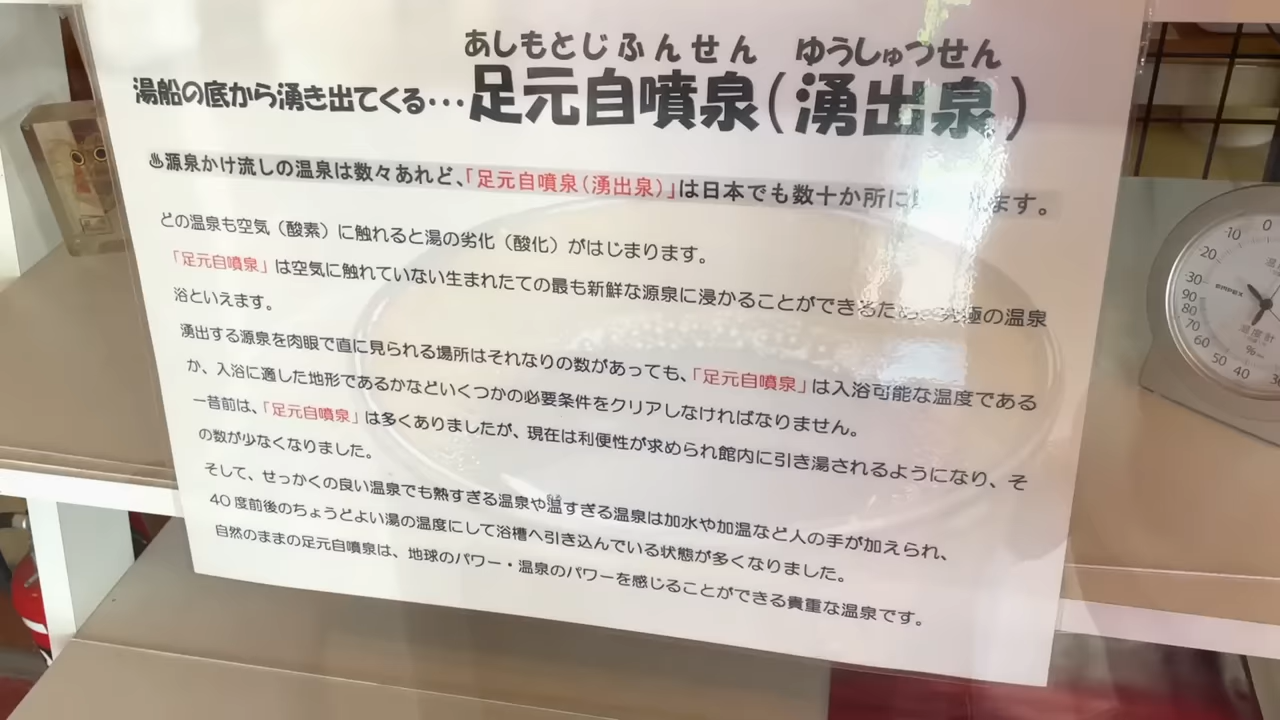 あしもとじふんせん ゆうしゅつせん
湯船の底から湧き出てくる…足元自噴泉(湧出泉)
♨源泉かけ流しの温泉は数々あれど、「足元自噴泉(湧出泉)」は日本でも数十か所に ます。
どの温泉も空気（酸素）に触れると湯の劣化（酸化）がはじまります。
「足元自噴泉」は空気に触れていない生まれたての最も新鮮な源泉に浸かることができるた 極の温泉
浴といえます。
湧出する源泉を肉眼で直に見られる場所はそれなりの数があっても、「足元自噴泉」は入浴可能な温度である
か、入浴に適した地形であるかなどいくつかの必要条件をクリアしなければなりません。
一昔前は、「足元自噴泉」は多くありましたが、現在は利便性が求められ館内に引き湯されるようになり、そ
の数が少なくなりました。
そして、せっかくの良い温泉でも熱すぎる温泉や温すぎる温泉は加水や加温など人の手が加えられ、
40度前後のちょうどよい湯の温度にして浴槽へ引き込んでいる状態が多くなりました。
自然のままの足元自噴泉は、地球のパワー・温泉のパワーを感じることができる貴重な温泉です。
10 0
20
30
90
80
70
60
50 40
EMPEX
温度計
%